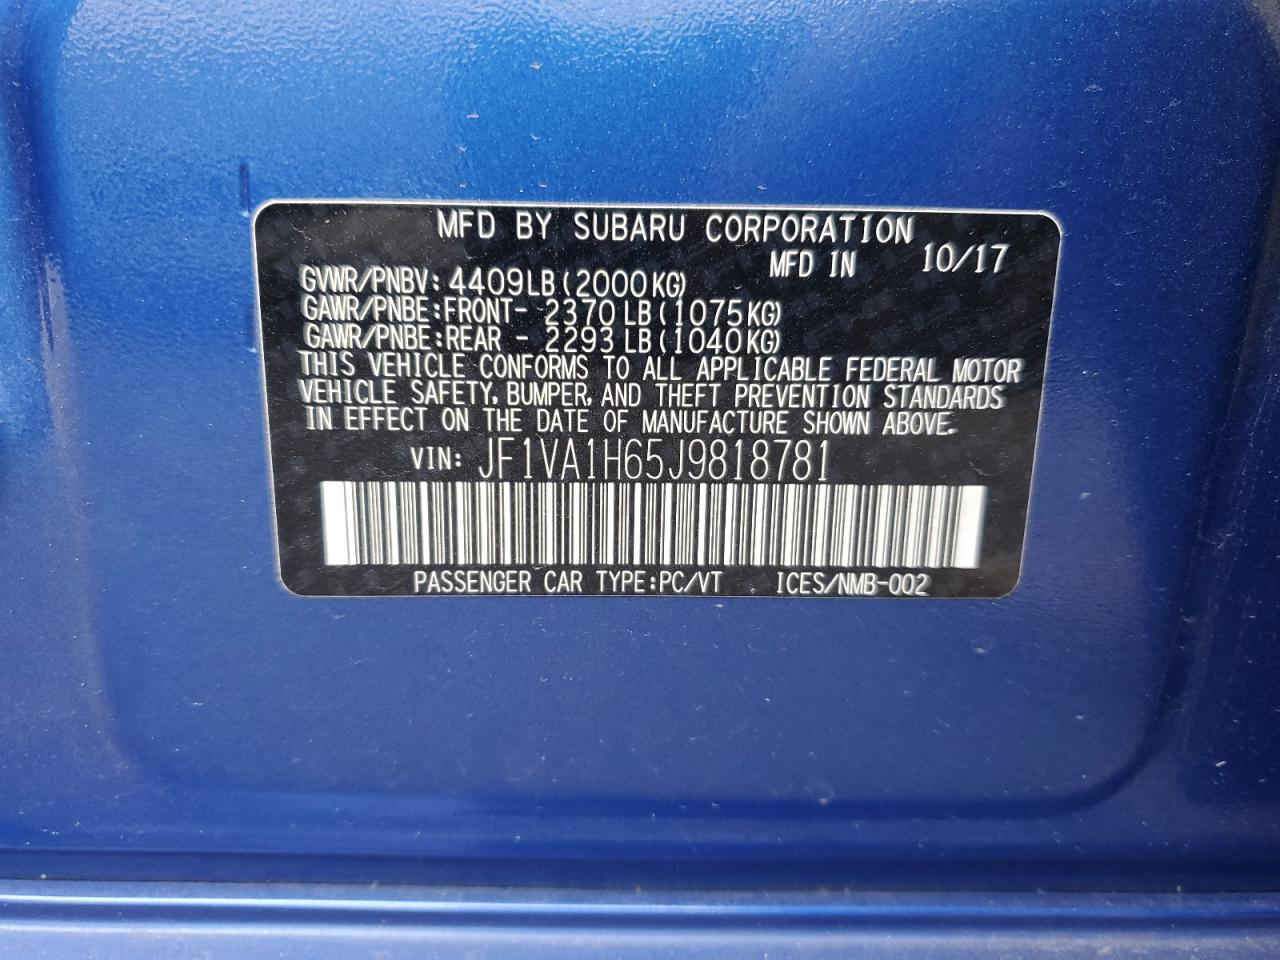 MFD BY SUBARU CORPORATION
MFD IN 10/17
GVWR/PNBV: 4409LB(2000KG)
GAWR/PNBE:FRONT- 2370LB(1075KG)
GAWR/PNBE:REAR - 2293LB(1040KG)
THIS VEHICLE CONFORMS TO ALL APPLICABLE FEDERAL MOTOR
VEHICLE SAFETY, BUMPER, AND THEFT PREVENTION STANDARDS
IN EFFECT ON THE DATE OF MANUFACTURE SHOWN ABOVE.
VIN: JF1VA1H65J9818781
PASSENGER CAR TYPE:PC/VT ICES/NMB-002